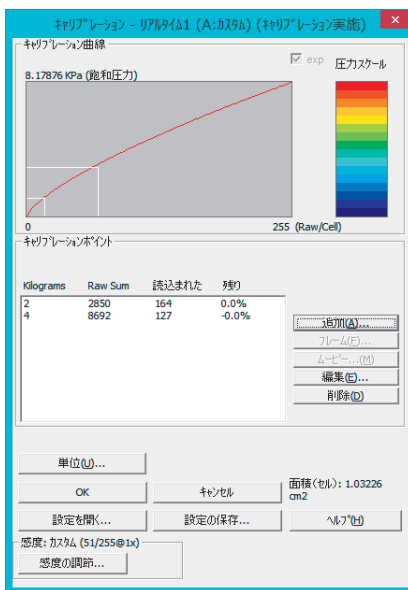 ｷｬﾘﾌﾞﾚｰｼｮﾝ - ﾘｱﾙﾀｲﾑ1 (A:ｶｽﾀﾑ) (ｷｬﾘﾌﾞﾚｰｼｮﾝ実施)
ｷｬﾘﾌﾞﾚｰｼｮﾝ曲線
exp
圧力スケール
8.17876 KPa (飽和圧力)
0
255 (Raw/Cell)
ｷｬﾘﾌﾞﾚｰｼｮﾝﾎﾟｲﾝﾄ
Kilograms Raw Sum 読込まれた 残り
2 2850 164 0.0%
4 8692 127 -0.0%
追加(A)...
フレーム(F)...
ムービー...(M)
編集(E)...
削除(D)
単位(U)...
OK
キャンセル
面積(セル): 1.03226
cm2
設定を開く...
設定の保存...
ﾍﾙﾌﾟ(H)
感度: カスタム (51/255@1x)
感度の調節...